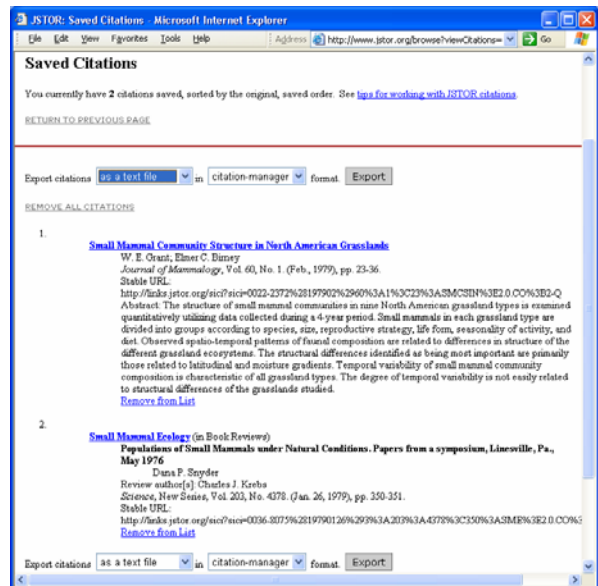 JSTOR: Saved Citations - Microsoft Internet Explorer
File Edit View Favorites Tools Help Address http://www.jstor.org/browse?viewCitations= Go
Saved Citations
You currently have 2 citations saved, sorted by the original, saved order. See tips for working with JSTOR citations.
RETURN TO PREVIOUS PAGE
Export citations as a text file in citation-manager format. Export
REMOVE ALL CITATIONS
1.
Small Mammal Community Structure in North American Grasslands
W. E. Grant; Elmer C. Birney
Journal of Mammalogy, Vol. 60, No. 1. (Feb., 1979), pp. 23-36.
Stable URL:
http://links.jstor.org/sici?sici=0022-2372%28197902%2960%3A1%3C23%3ASMCSIN%3E2.0.CO%3B2-Q
Abstract: The structure of small mammal communities in nine North American grassland types is examined
quantitatively utilizing data collected during a 4-year period. Small mammals in each grassland type are
divided into groups according to species, size, reproductive strategy, life form, seasonality of activity, and
diet. Observed spatio-temporal patterns of faunal composition are related to differences in structure of the
different grassland ecosystems. The structural differences identified as being most important are primarily
those related to latitudinal and moisture gradients. Temporal variability of small mammal community
composition is characteristic of all grassland types. The degree of temporal variability is not easily related
to structural differences of the grasslands studied.
Remove from List
2.
Small Mammal Ecology (in Book Reviews)
Populations of Small Mammals under Natural Conditions. Papers from a symposium, Linesville, Pa.,
May 1976
Dana P. Snyder
Review author[s]: Charles J. Krebs
Science, New Series, Vol. 203, No. 4378. (Jan. 26, 1979), pp. 350-351.
Stable URL:
http://links.jstor.org/sici?sici=0036-8075%2819790126%293%3A203%3A4378%3C350%3ASME%3E2.0.CO%3
Remove from List
Export citations as a text file in citation-manager format. Export